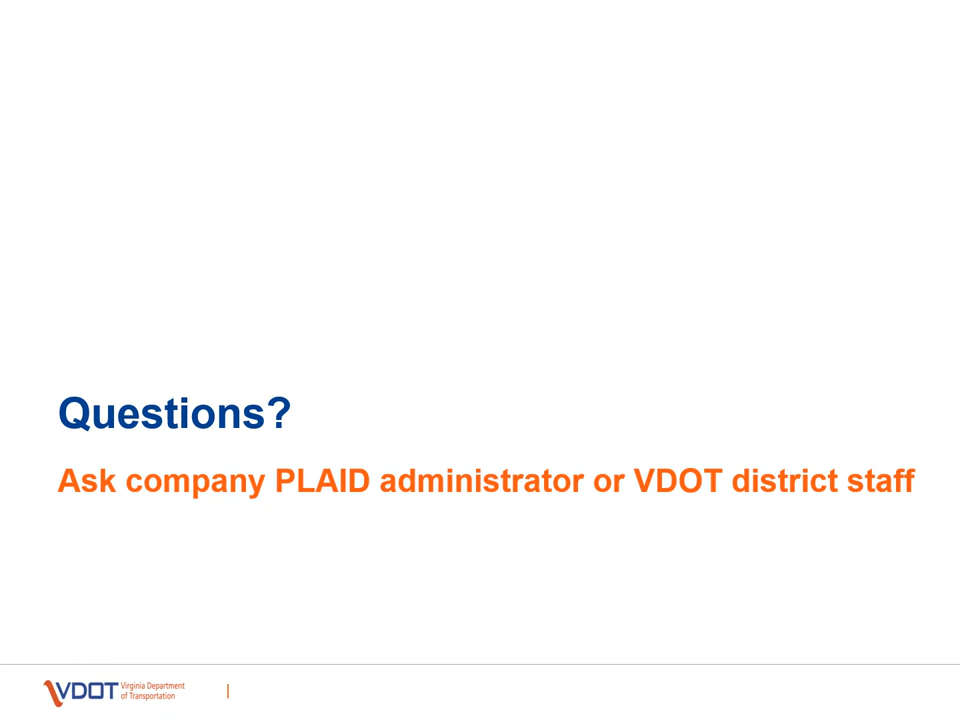 Questions?
Ask company PLAID administrator or VDOT district staff
VDOT Virginia Department
of Transportation